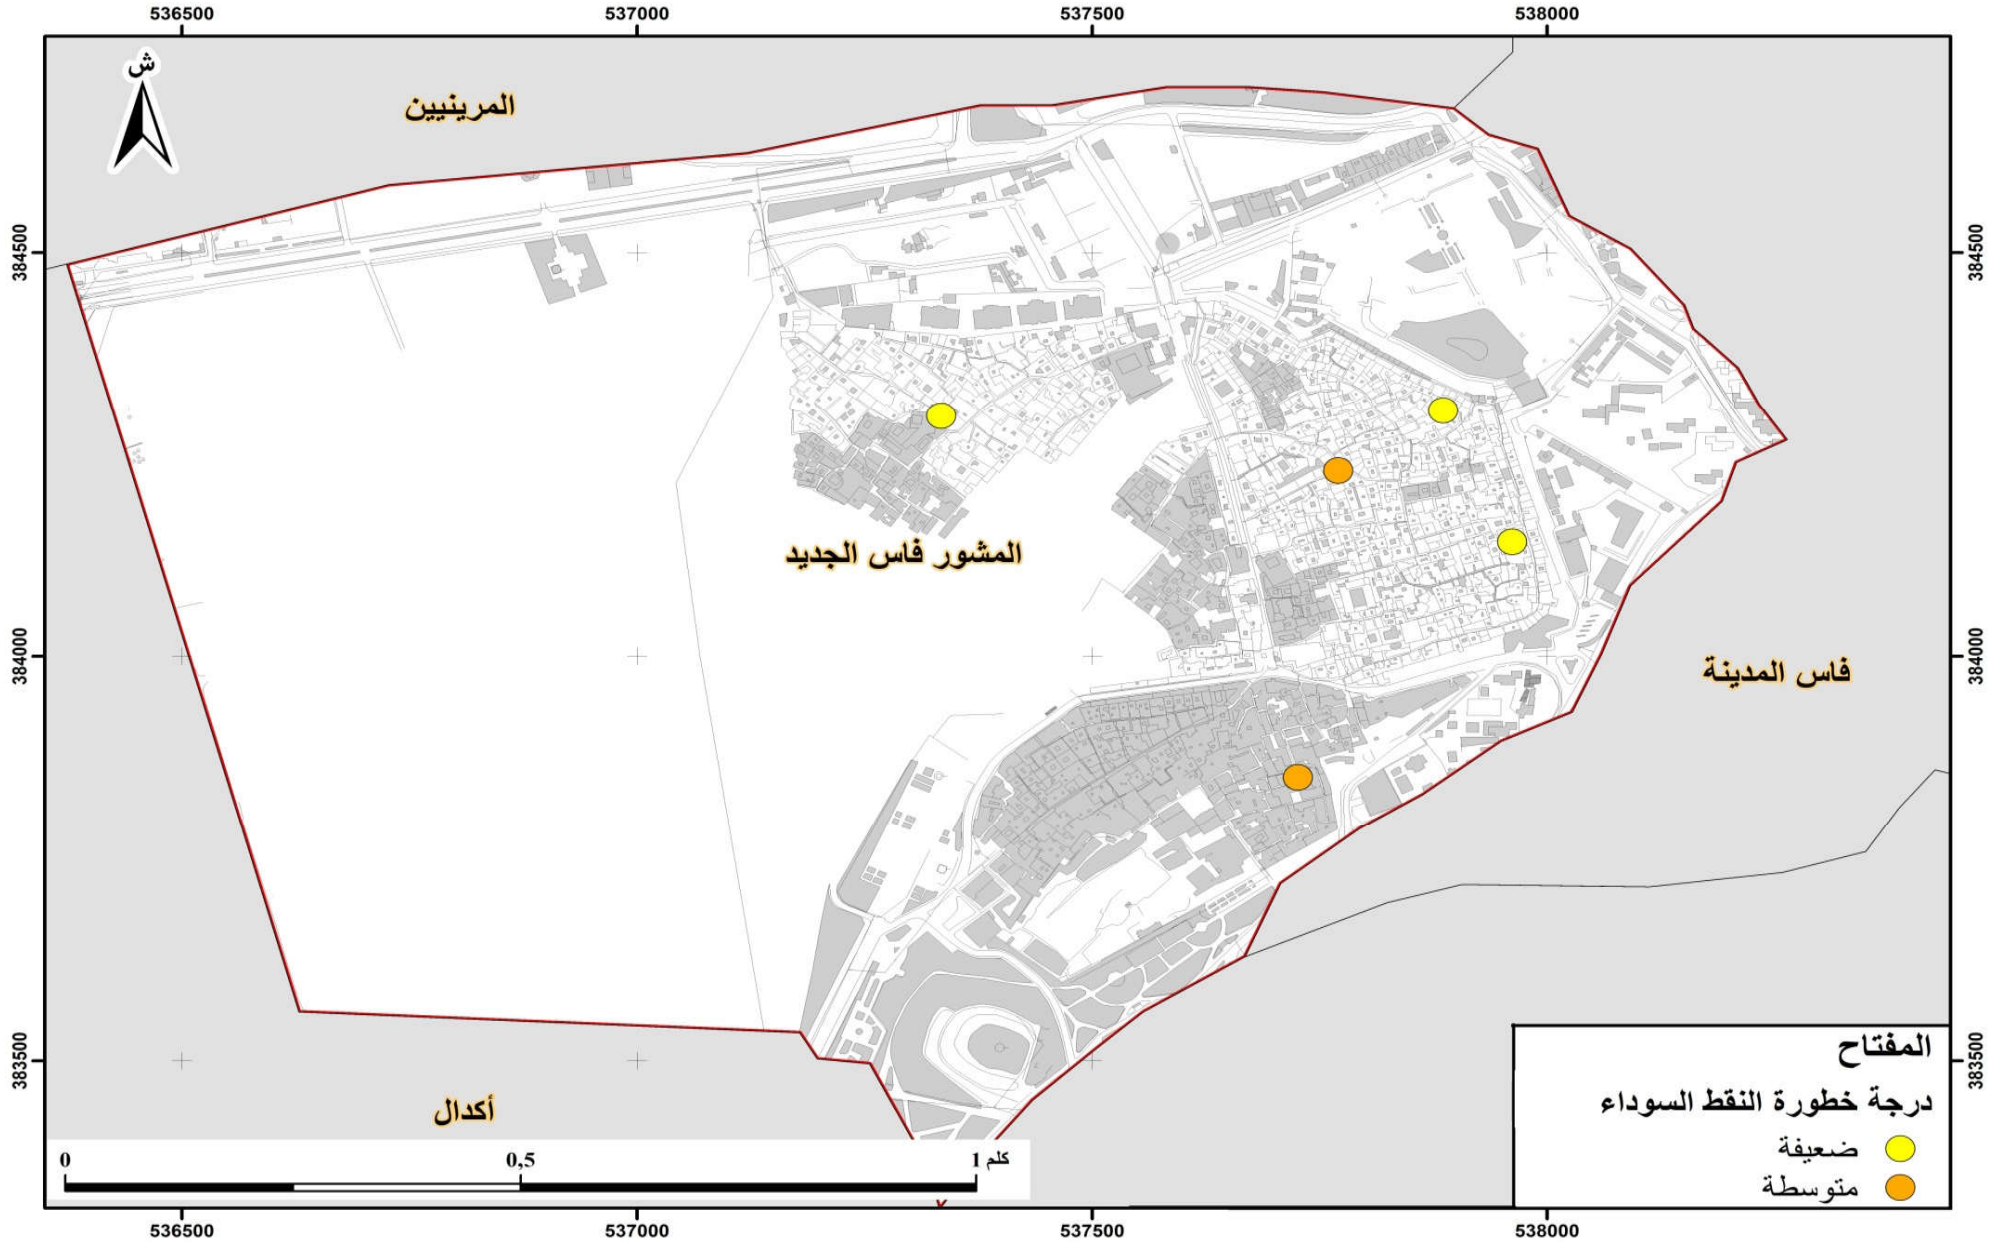 536500 537000 537500 538000
ش
المرينيين
384500 384500
المشور فاس الجديد
384000 384000
فاس المدينة
383500 383500
أكدال
0 0,5 1 كلم
المفتاح
درجة خطورة النقط السوداء
ضعيفة
متوسطة
536500 537000 537500 538000